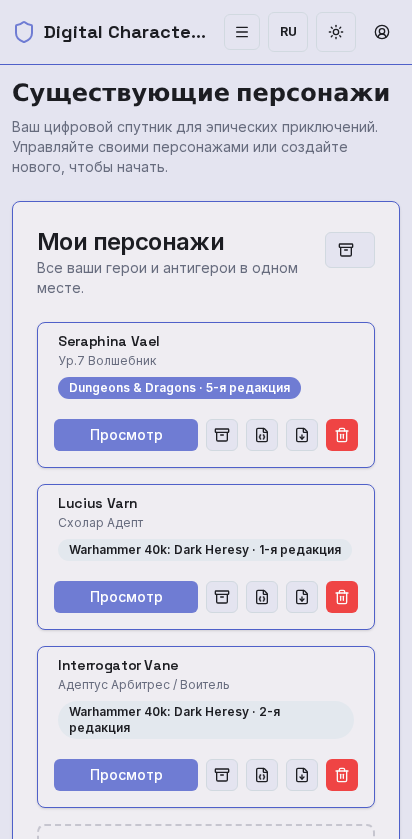 Digital Characte...
RU
Существующие персонажи
Ваш цифровой спутник для эпических приключений.
Управляйте своими персонажами или создайте
нового, чтобы начать.
Мои персонажи
Все ваши герои и антигерои в одном
месте.
Seraphina Vael
Ур.7 Волшебник
Dungeons & Dragons · 5-я редакция
Просмотр
Lucius Varn
Схолар Адепт
Warhammer 40k: Dark Heresy · 1-я редакция
Просмотр
Interrogator Vane
Адептус Арбитрес / Воитель
Warhammer 40k: Dark Heresy · 2-я
редакция
Просмотр